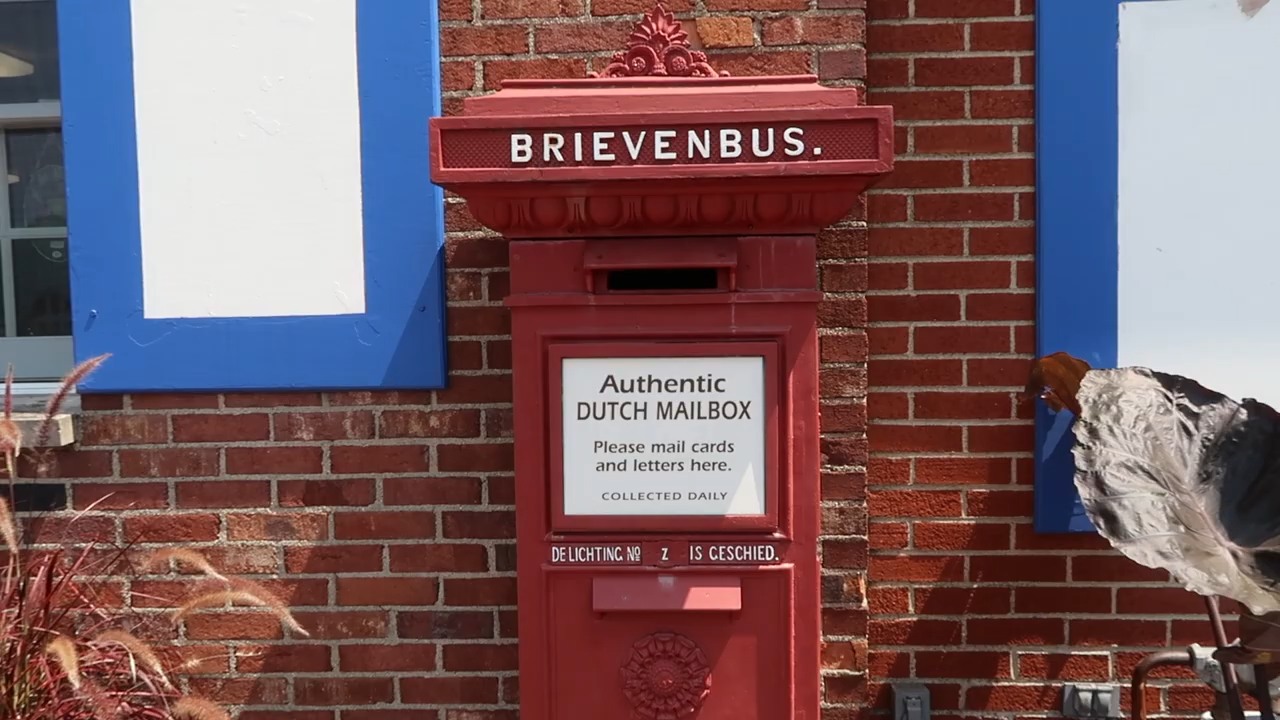 BRIEVENBUS.
Authentic
DUTCH MAILBOX
Please mail cards
and letters here.
COLLECTED DAILY
DE LICHTING Nº Z IS GESCHIED.